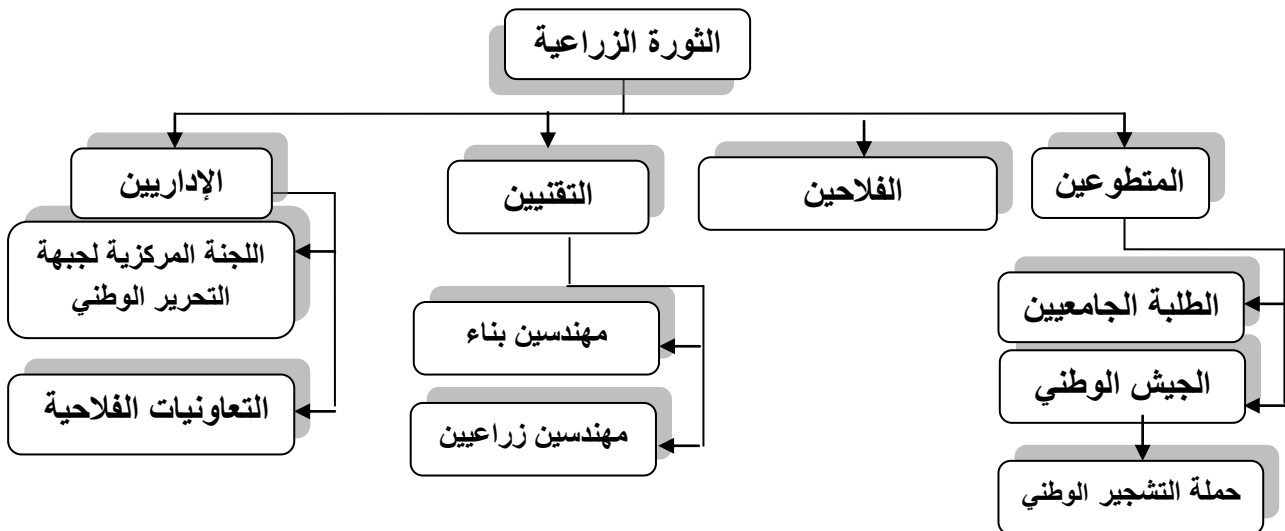 الثورة الزراعية
المتطوعين
الفلاحين
التقنيين
الإداريين
الطلبة الجامعيين
الجيش الوطني
حملة التشجير الوطني
مهندسين بناء
مهندسين زراعيين
اللجنة المركزية لجبهة
التحرير الوطني
التعاونيات الفلاحية